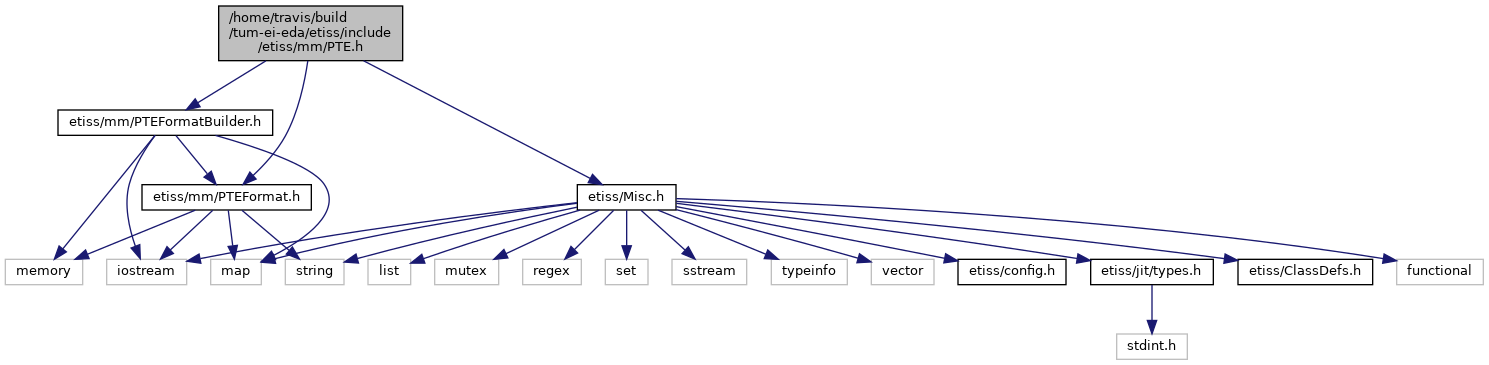 /home/travis/build
/tum-ei-eda/etiss/include
/etiss/mm/PTE.h
etiss/mm/PTEFormatBuilder.h
etiss/mm/PTEFormat.h
etiss/Misc.h
memory
iostream
map
string
list
mutex
regex
set
sstream
typeinfo
vector
etiss/config.h
etiss/jit/types.h
etiss/ClassDefs.h
functional
stdint.h